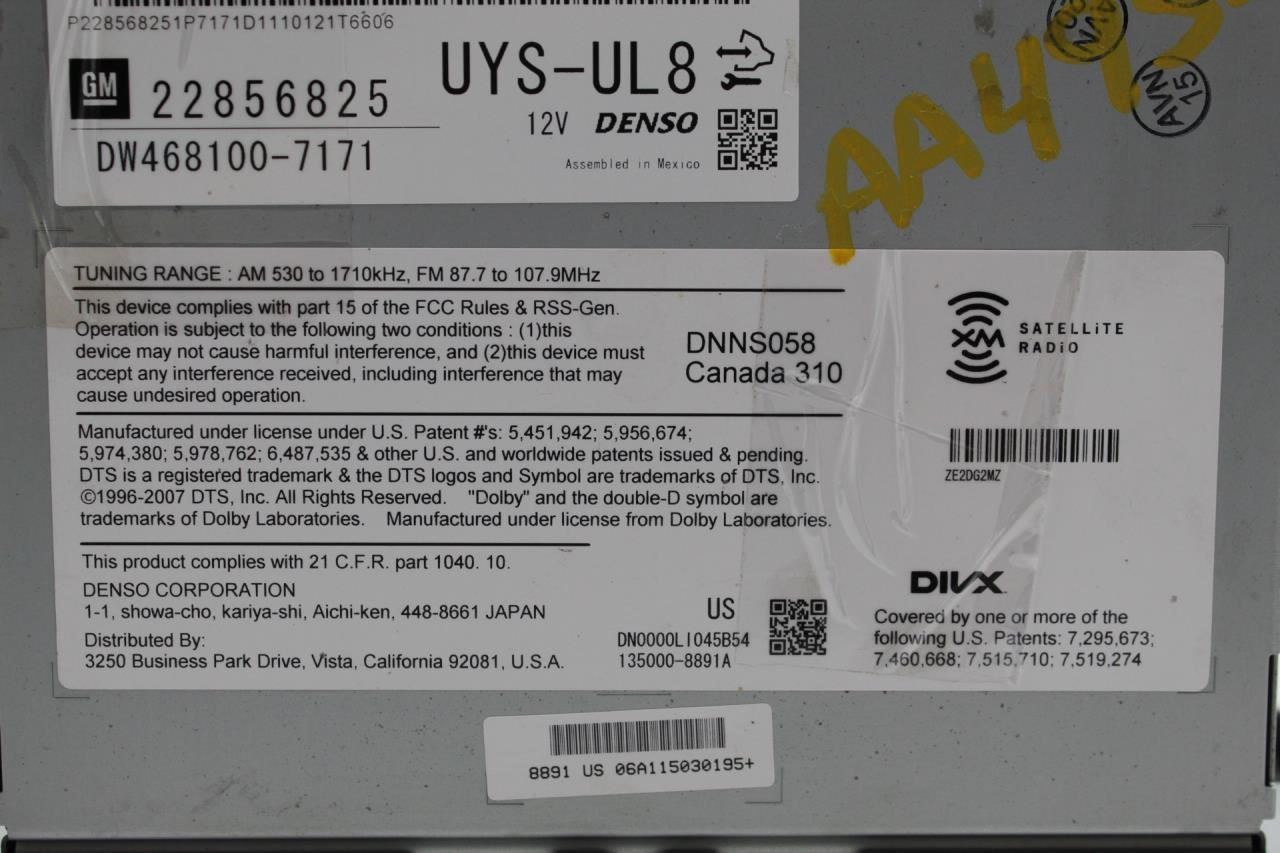 P228568251P7171D1110121T6606
GM 22856825
DW468100-7171
UYS-UL8
12V DENSO
Assembled in Mexico
AVN
AVN
15
TUNING RANGE : AM 530 to 1710kHz, FM 87.7 to 107.9MHz
This device complies with part 15 of the FCC Rules & RSS-Gen.
Operation is subject to the following two conditions : (1)this
device may not cause harmful interference, and (2)this device must
accept any interference received, including interference that may
cause undesired operation.
DNNS058
Canada 310
XM SATELLiTE
RADiO
Manufactured under license under U.S. Patent #'s: 5,451,942; 5,956,674;
5,974,380; 5,978,762; 6,487,535 & other U.S. and worldwide patents issued & pending.
DTS is a registered trademark & the DTS logos and Symbol are trademarks of DTS, Inc.
©1996-2007 DTS, Inc. All Rights Reserved. "Dolby" and the double-D symbol are
trademarks of Dolby Laboratories. Manufactured under license from Dolby Laboratories.
ZE2DG2MZ
This product complies with 21 C.F.R. part 1040. 10.
DENSO CORPORATION
1-1, showa-cho, kariya-shi, Aichi-ken, 448-8661 JAPAN
Distributed By:
3250 Business Park Drive, Vista, California 92081, U.S.A.
US
DN0000LI045B54
135000-8891A
DIVX
Covered by one or more of the
following U.S. Patents: 7,295,673;
7,460,668; 7,515,710; 7,519,274
8891 US 06A115030195+